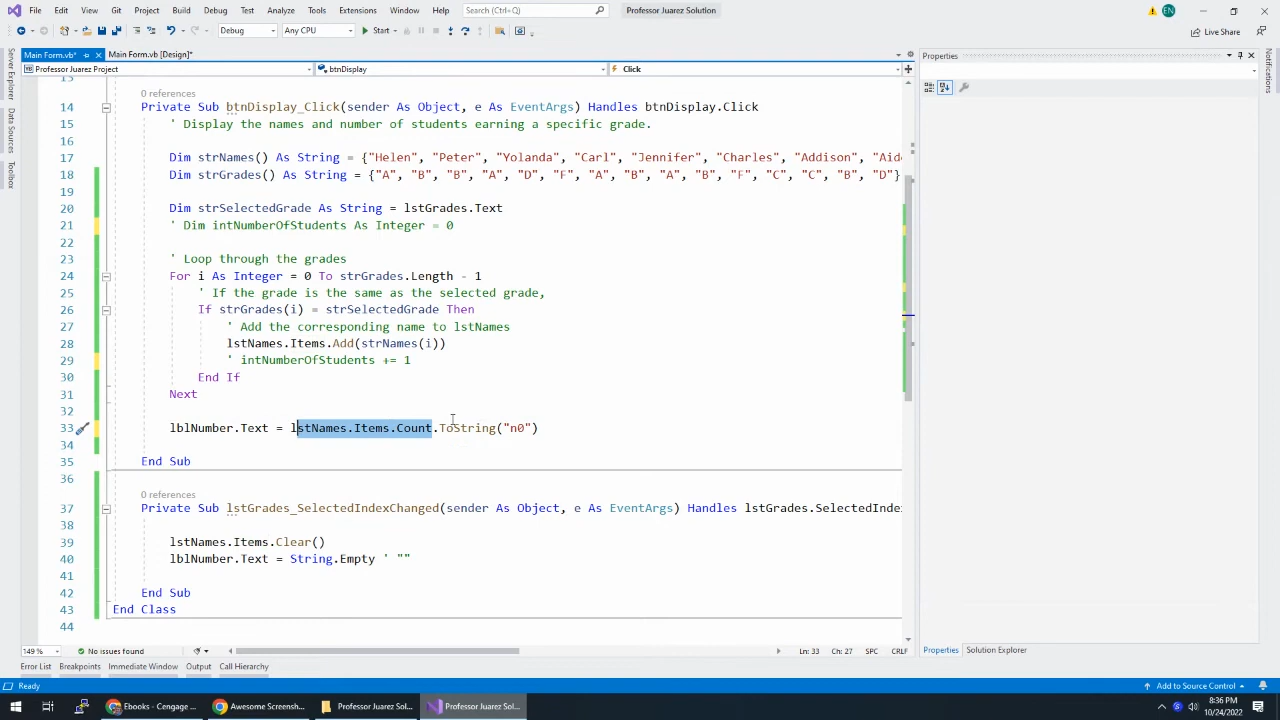 File Edit View Git Project Build Debug Test Analyze Tools Extensions Window Help Search (Ctrl+Q) Professor Juarez Solution EN
Debug Any CPU Start Live Share
Main Form.vb* Main Form.vb [Design]*
Professor Juarez Project btnDisplay Click
Server Explorer
Data Sources
Toolbox
13
0 references
14 Private Sub btnDisplay_Click(sender As Object, e As EventArgs) Handles btnDisplay.Click
15 ' Display the names and number of students earning a specific grade.
16
17 Dim strNames() As String = {"Helen", "Peter", "Yolanda", "Carl", "Jennifer", "Charles", "Addison", "Aide
18 Dim strGrades() As String = {"A", "B", "B", "A", "D", "F", "A", "B", "A", "B", "F", "C", "C", "B", "D"}
19
20 Dim strSelectedGrade As String = lstGrades.Text
21 ' Dim intNumberOfStudents As Integer = 0
22
23 ' Loop through the grades
24 For i As Integer = 0 To strGrades.Length - 1
25 ' If the grade is the same as the selected grade,
26 If strGrades(i) = strSelectedGrade Then
27 ' Add the corresponding name to lstNames
28 lstNames.Items.Add(strNames(i))
29 ' intNumberOfStudents += 1
30 End If
31 Next
32
33 lblNumber.Text = lstNames.Items.Count.ToString("n0")
34
35 End Sub
36
0 references
37 Private Sub lstGrades_SelectedIndexChanged(sender As Object, e As EventArgs) Handles lstGrades.SelectedIndex
38
39 lstNames.Items.Clear()
40 lblNumber.Text = String.Empty ' ""
41
42 End Sub
43 End Class
44
149 % No issues found Ln: 33 Ch: 27 SPC CRLF
Properties
Notifications
Properties Solution Explorer
Error List Breakpoints Immediate Window Output Call Hierarchy
Ready Add to Source Control
Ebooks - Cengage ... Awesome Screensh... Professor Juarez Sol... Professor Juarez Sol...
8:36 PM
10/24/2022